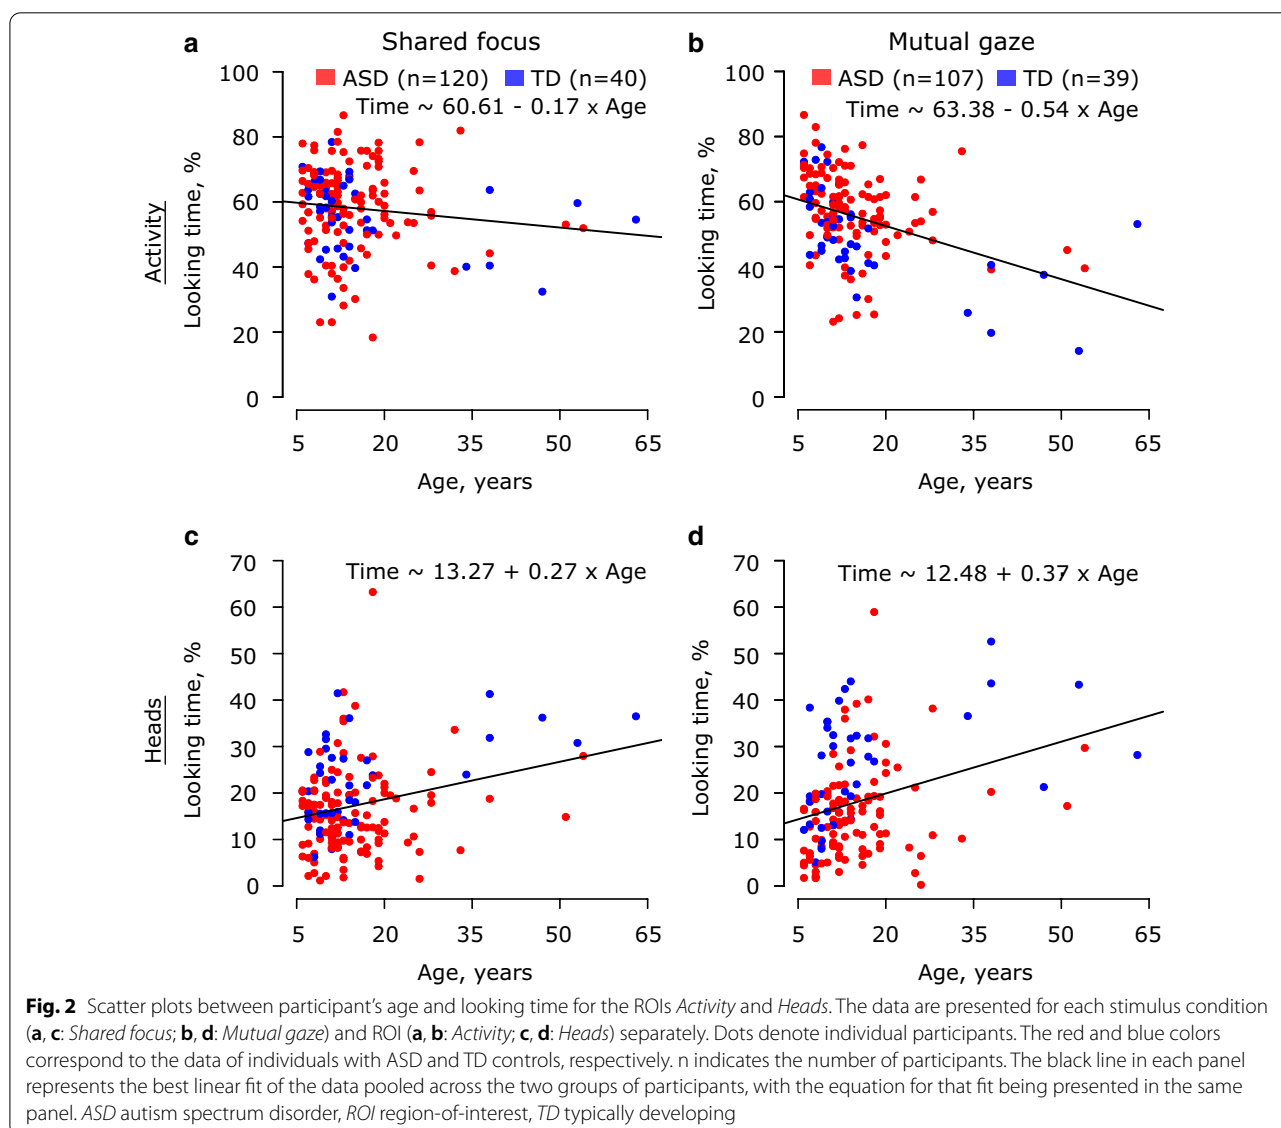 a Shared focus
ASD (n=120) TD (n=40)
Time ~ 60.61 - 0.17 x Age
100
80
60
40
20
0
Looking time, %
Activity
5 20 35 50 65
Age, years
b Mutual gaze
ASD (n=107) TD (n=39)
Time ~ 63.38 - 0.54 x Age
100
80
60
40
20
0
Looking time, %
5 20 35 50 65
Age, years
c
Time ~ 13.27 + 0.27 x Age
70
60
50
40
30
20
10
0
Looking time, %
Heads
5 20 35 50 65
Age, years
d
Time ~ 12.48 + 0.37 x Age
70
60
50
40
30
20
10
0
Looking time, %
5 20 35 50 65
Age, years
Fig. 2 Scatter plots between participant’s age and looking time for the ROIs Activity and Heads. The data are presented for each stimulus condition
(a, c: Shared focus; b, d: Mutual gaze) and ROI (a, b: Activity; c, d: Heads) separately. Dots denote individual participants. The red and blue colors
correspond to the data of individuals with ASD and TD controls, respectively. n indicates the number of participants. The black line in each panel
represents the best linear fit of the data pooled across the two groups of participants, with the equation for that fit being presented in the same
panel. ASD autism spectrum disorder, ROI region-of-interest, TD typically developing